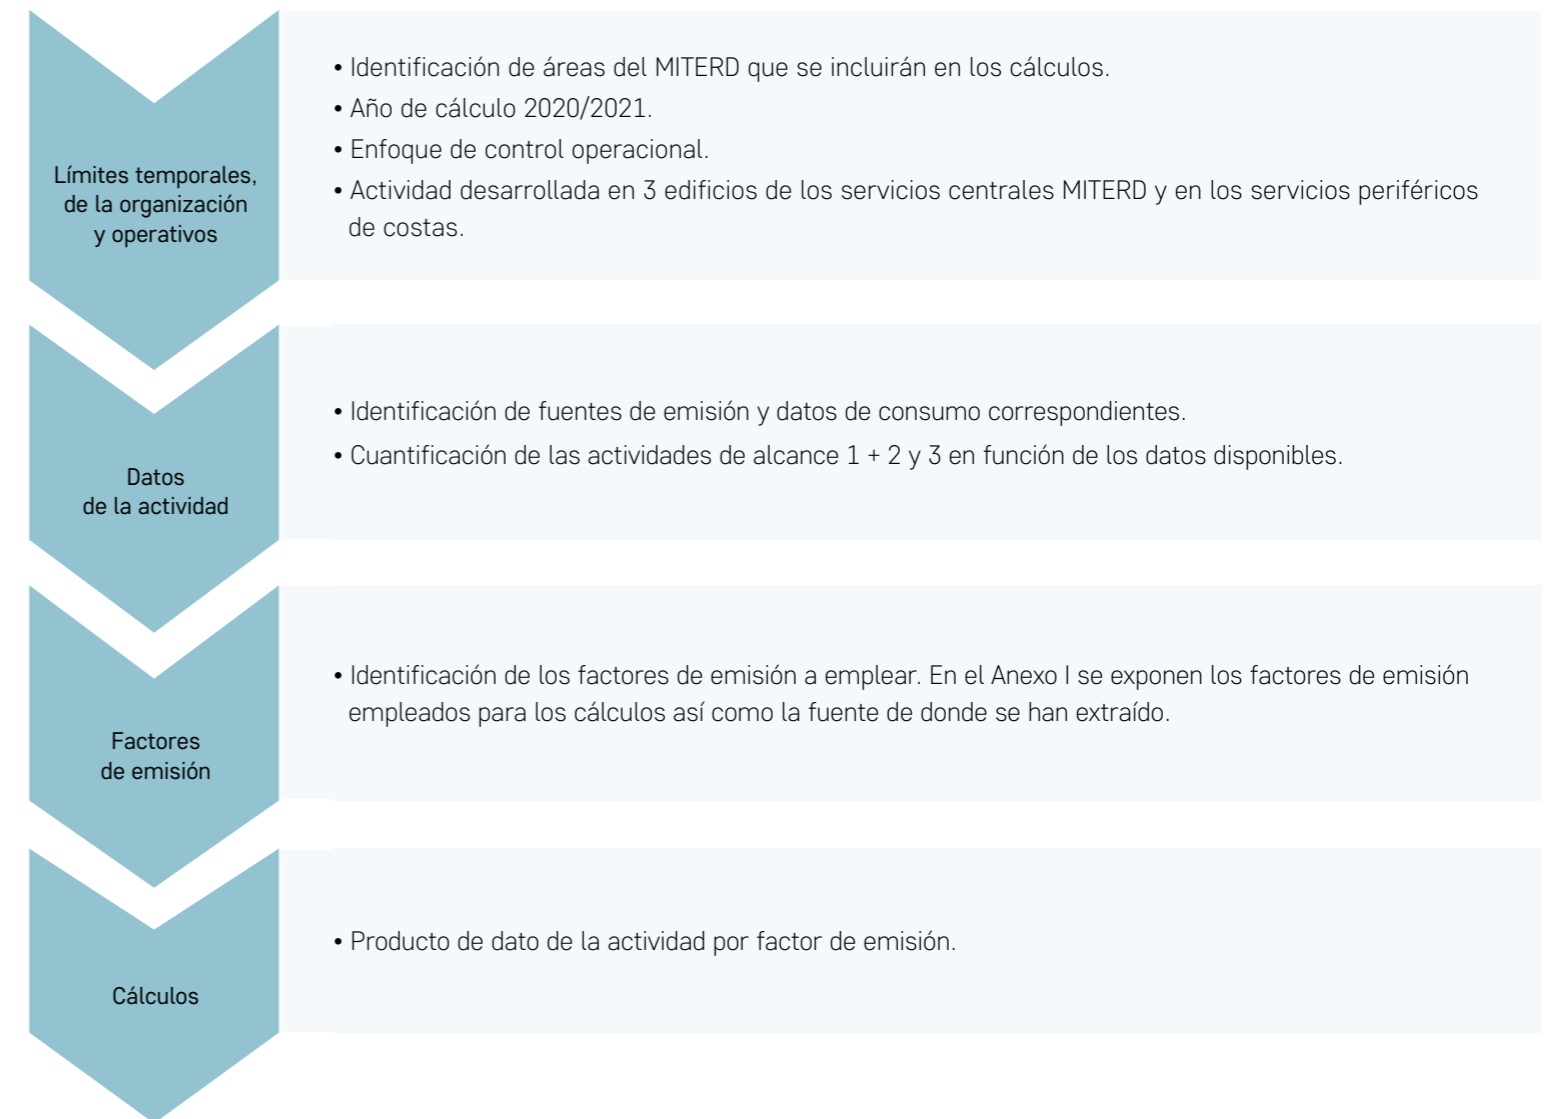 Límites temporales,
de la organización
y operativos
• Identificación de áreas del MITERD que se incluirán en los cálculos.
• Año de cálculo 2020/2021.
• Enfoque de control operacional.
• Actividad desarrollada en 3 edificios de los servicios centrales MITERD y en los servicios periféricos
de costas.
Datos
de la actividad
• Identificación de fuentes de emisión y datos de consumo correspondientes.
• Cuantificación de las actividades de alcance 1 + 2 y 3 en función de los datos disponibles.
Factores
de emisión
• Identificación de los factores de emisión a emplear. En el Anexo I se exponen los factores de emisión
empleados para los cálculos así como la fuente de donde se han extraído.
Cálculos
• Producto de dato de la actividad por factor de emisión.